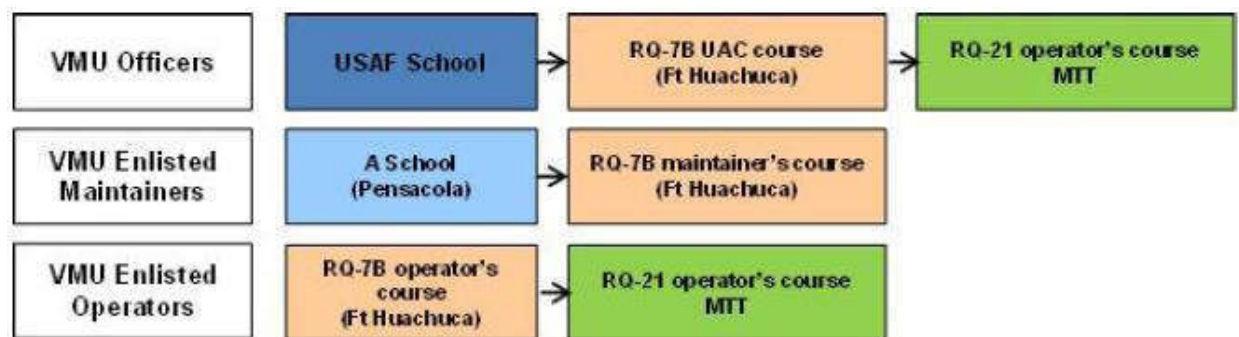 VMU Officers
USAF School
RQ-7B UAC course
(Ft Huachuca)
RQ-21 operator's course
MTT
VMU Enlisted
Maintainers
A School
(Pensacola)
RQ-7B maintainer's course
(Ft Huachuca)
VMU Enlisted
Operators
RQ-7B operator's
course
(Ft Huachuca)
RQ-21 operator's course
MTT